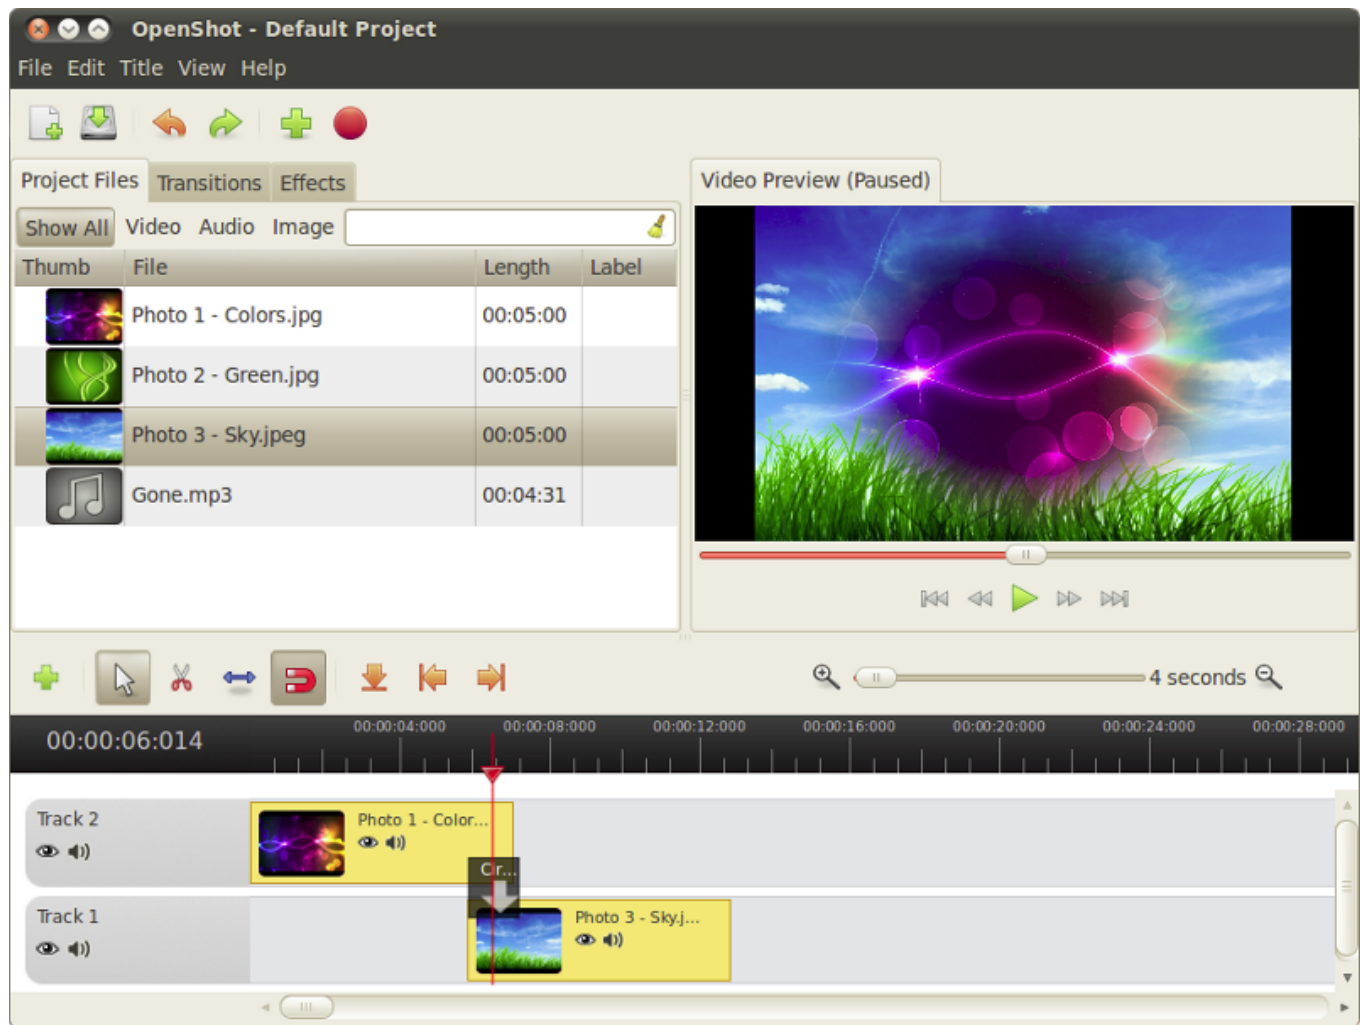 OpenShot - Default Project
File Edit Title View Help
Project Files Transitions Effects
Video Preview (Paused)
Show All Video Audio Image
Thumb File Length Label
Photo 1 - Colors.jpg 00:05:00
Photo 2 - Green.jpg 00:05:00
Photo 3 - Sky.jpeg 00:05:00
Gone.mp3 00:04:31
4 seconds
00:00:06:014
00:00:04:000 00:00:08:000 00:00:12:000 00:00:16:000 00:00:20:000 00:00:24:000 00:00:28:000
Track 2
Photo 1 - Color...
Cir...
Track 1
Photo 3 - Sky.j...